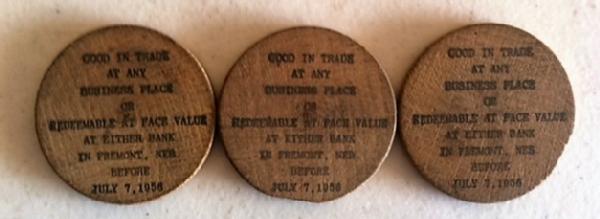 GOOD IN TRADE
AT ANY
BUSINESS PLACE
OR
REDEEMABLE AT FACE VALUE
AT EITHER BANK
IN FREMONT, NEB
BEFORE
JULY 7,1956
GOOD IN TRADE
AT ANY
BUSINESS PLACE
OR
REDEEMABLE AT FACE VALUE
AT EITHER BANK
IN FREMONT, NEB
BEFORE
JULY 7,1956
GOOD IN TRADE
AT ANY
BUSINESS PLACE
OR
REDEEMABLE AT FACE VALUE
AT EITHER BANK
IN FREMONT, NEB
BEFORE
JULY 7,1956